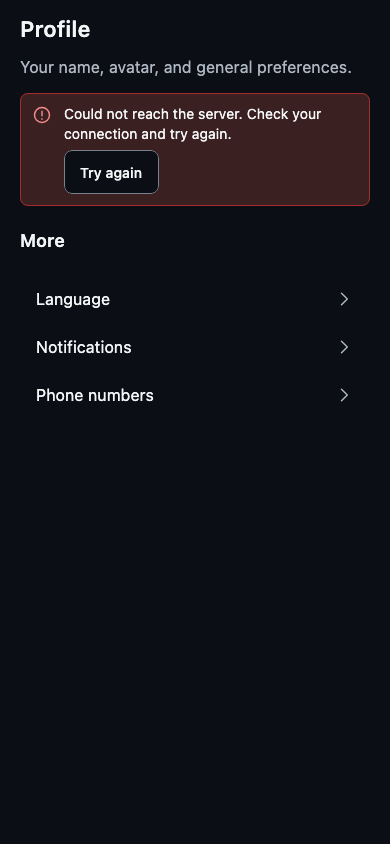 Profile
Your name, avatar, and general preferences.
Could not reach the server. Check your
connection and try again.
Try again
More
Language
Notifications
Phone numbers